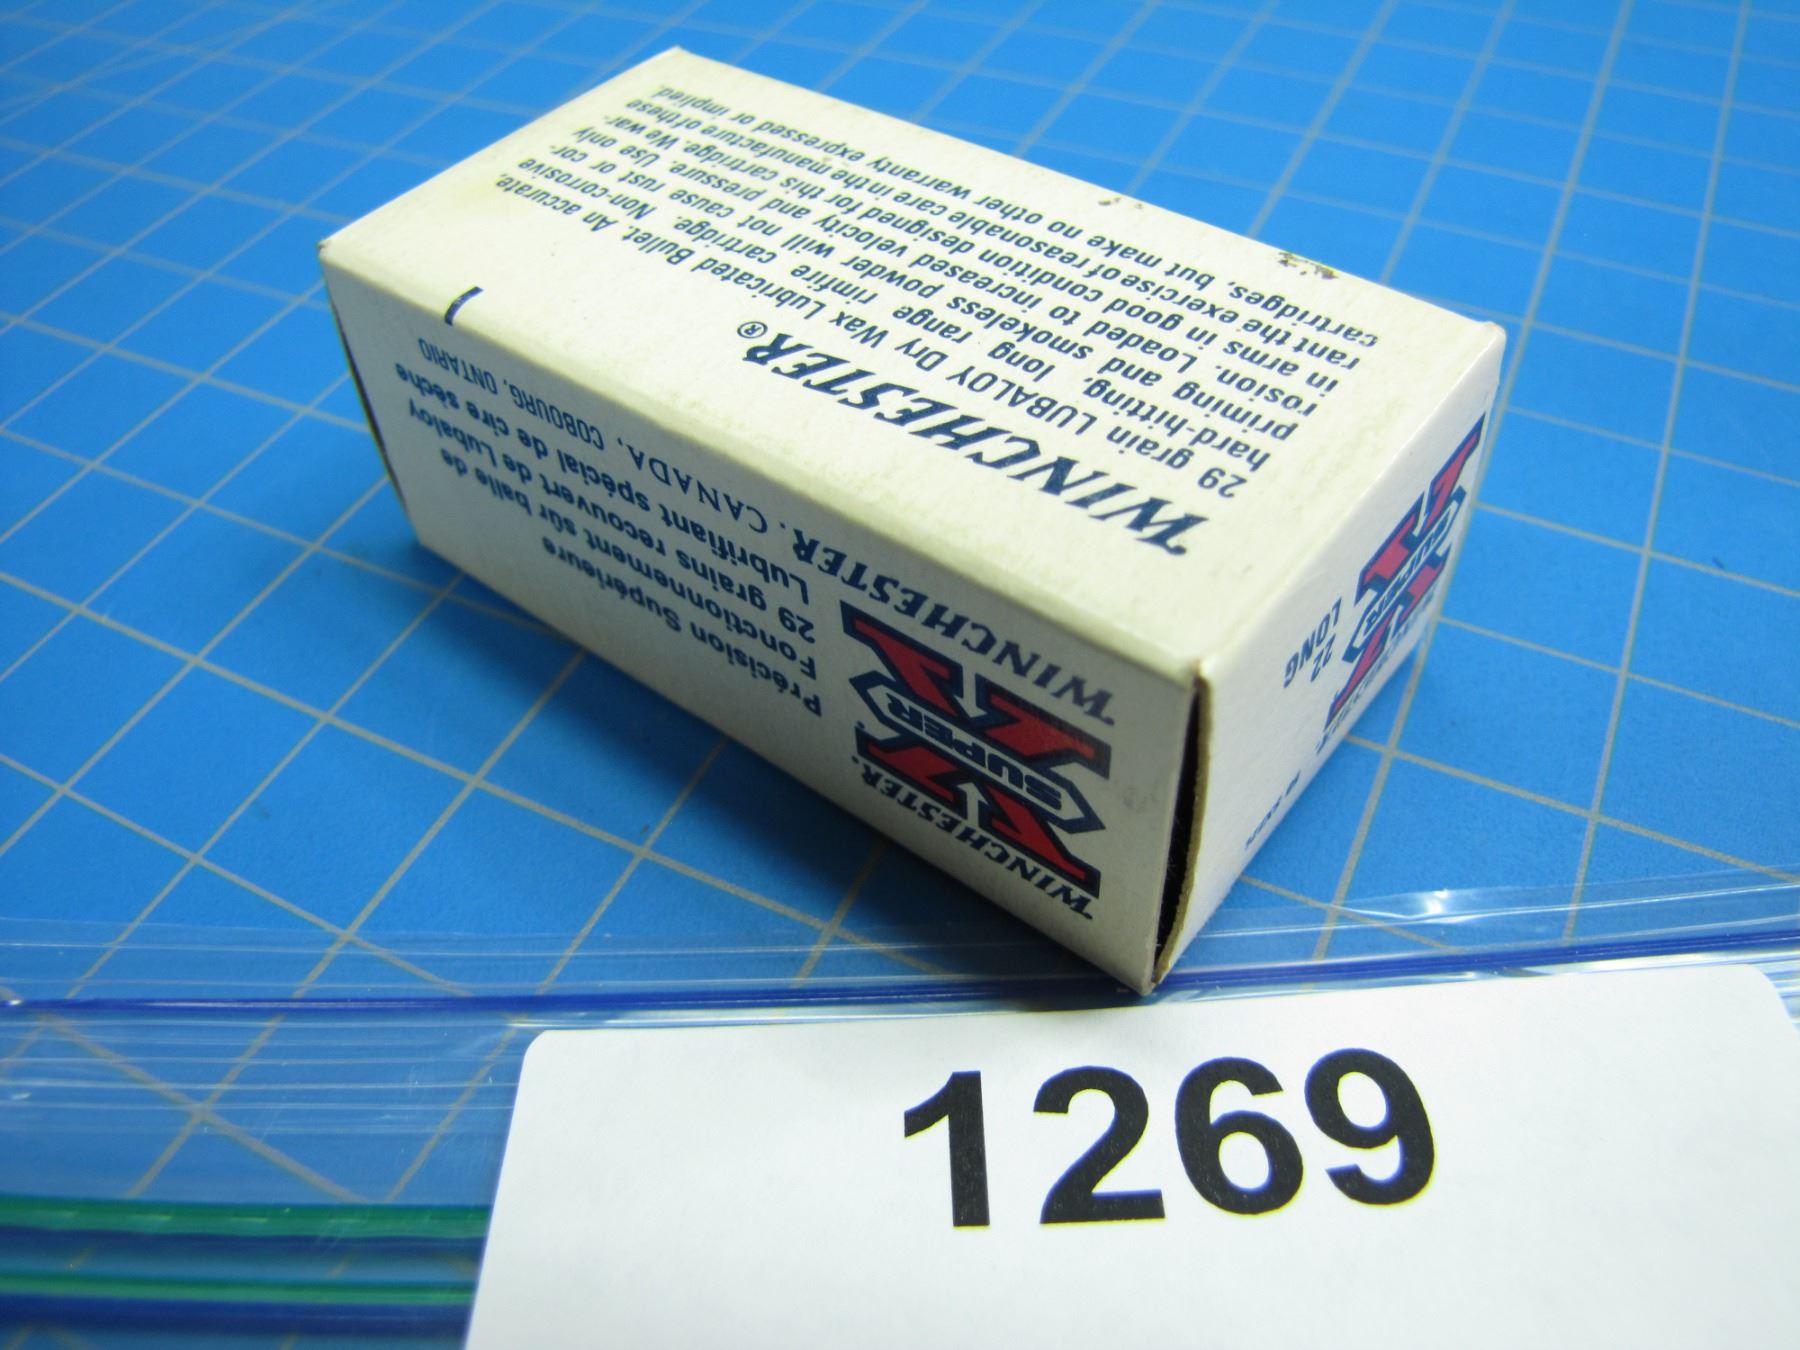 WINCHESTER®
29 grain LUBALOY Dry Wax Lubricated Bullet. An accurate,
hard-hitting, long range rimfire cartridge. Non-corrosive
priming and smokeless powder will not cause rust or cor-
rosion. Loaded to increased velocity and pressure. Use only
in arms in good condition designed for this cartridge. We war-
rant the exercise of reasonable care in the manufacture of these
cartridges, but make no other warranty expressed or implied.
WINCHESTER.
SUPER
X
Précision Supérieure
Fonctionnement sûr balle de
29 grains recouvert de Lubaloy
Lubrifiant spécial de cire sèche
WINCHESTER. CANADA, COBOURG, ONTARIO
SUPER
X
22
LONG
1269